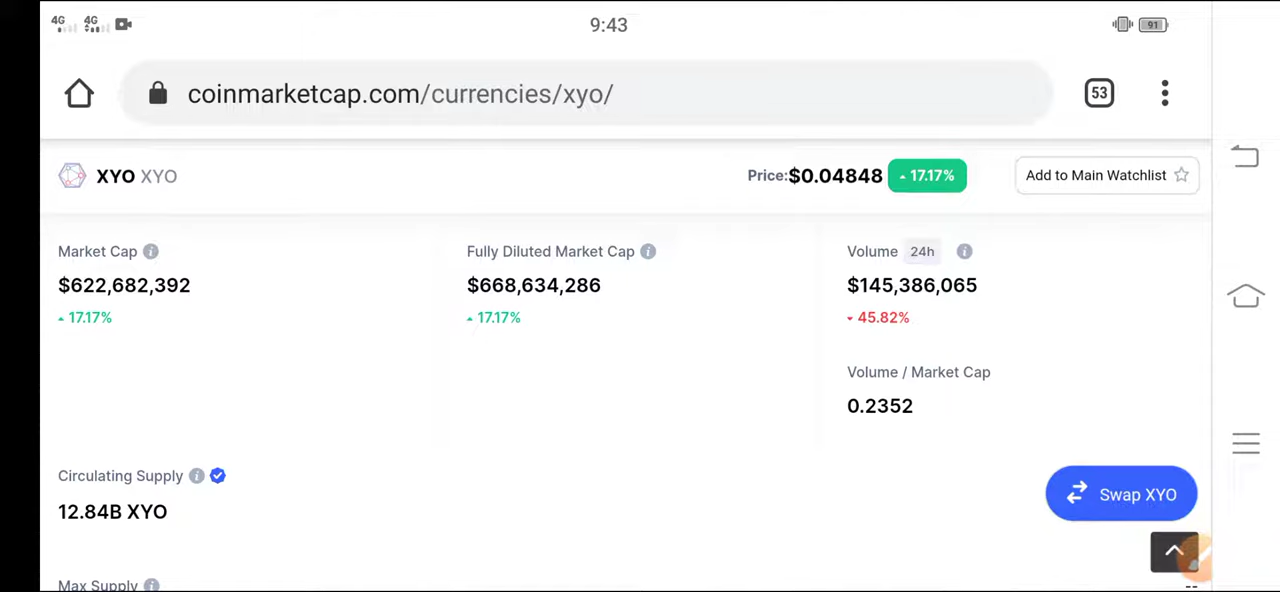 4G 4G 9:43 91
coinmarketcap.com/currencies/xyo/ 53
XYO XYO Price:$0.04848 17.17% Add to Main Watchlist
Market Cap Fully Diluted Market Cap Volume 24h
$622,682,392 $668,634,286 $145,386,065
17.17% 17.17% 45.82%
Volume / Market Cap
0.2352
Circulating Supply
12.84B XYO
Swap XYO
Max Supply
--